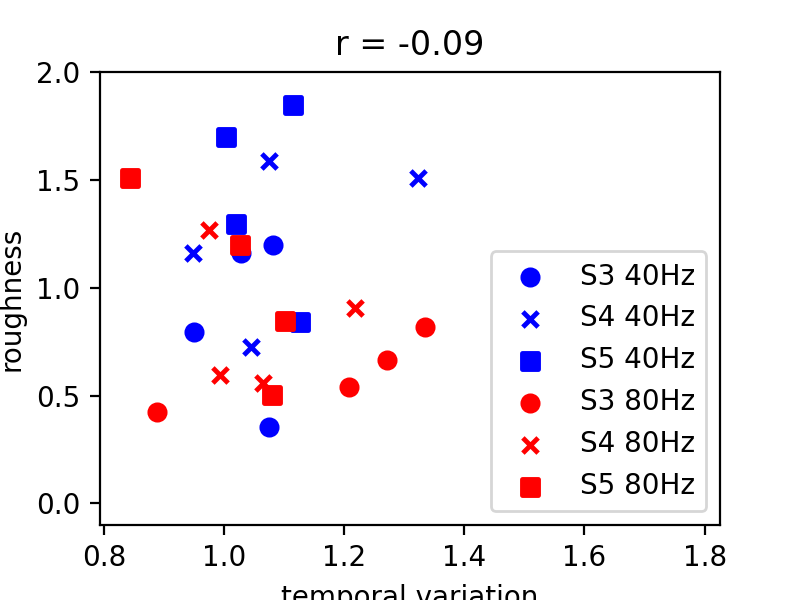 r = -0.09
2.0
1.5
1.0
0.5
0.0
roughness
S3 40Hz
S4 40Hz
S5 40Hz
S3 80Hz
S4 80Hz
S5 80Hz
0.8 1.0 1.2 1.4 1.6 1.8
temporal variation